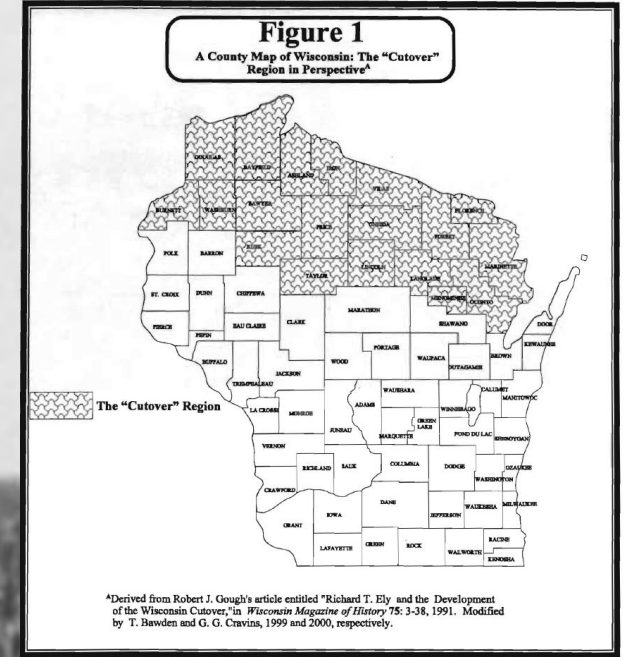 Figure 1
A County Map of Wisconsin: The “Cutover”
Region in Perspectiveᴬ
DOUGLAS
BAYFIELD
ASHLAND
IRON
VILAS
BURNETT
WASHBURN
SAWYER
PRICE
ONEIDA
FOREST
FLORENCE
POLK
BARRON
RUSK
TAYLOR
LINCOLN
LANGLADE
MARINETTE
MENOMINEE
OCONTO
ST. CROIX
DUNN
CHIPPEWA
MARATHON
SHAWANO
DOOR
PIERCE
PEPIN
EAU CLAIRE
CLARK
KEWAUNEE
BUFFALO
TREMPEALEAU
JACKSON
WOOD
PORTAGE
WAUPACA
OUTAGAMIE
BROWN
The “Cutover” Region
LA CROSSE
MONROE
JUNEAU
ADAMS
WAUSHARA
WINNEBAGO
CALUMET
MANITOWOC
MARQUETTE
GREEN
LAKE
FOND DU LAC
SHEBOYGAN
VERNON
RICHLAND
SAUK
COLUMBIA
DODGE
OZAUKEE
WASHINGTON
CRAWFORD
GRANT
IOWA
DANE
JEFFERSON
WAUKESHA
MILWAUKEE
LAFAYETTE
GREEN
ROCK
WALWORTH
RACINE
KENOSHA
ᴬDerived from Robert J. Gough's article entitled "Richard T. Ely and the Development
of the Wisconsin Cutover,"in Wisconsin Magazine of History 75: 3-38, 1991. Modified
by T. Bawden and G. G. Cravins, 1999 and 2000, respectively.